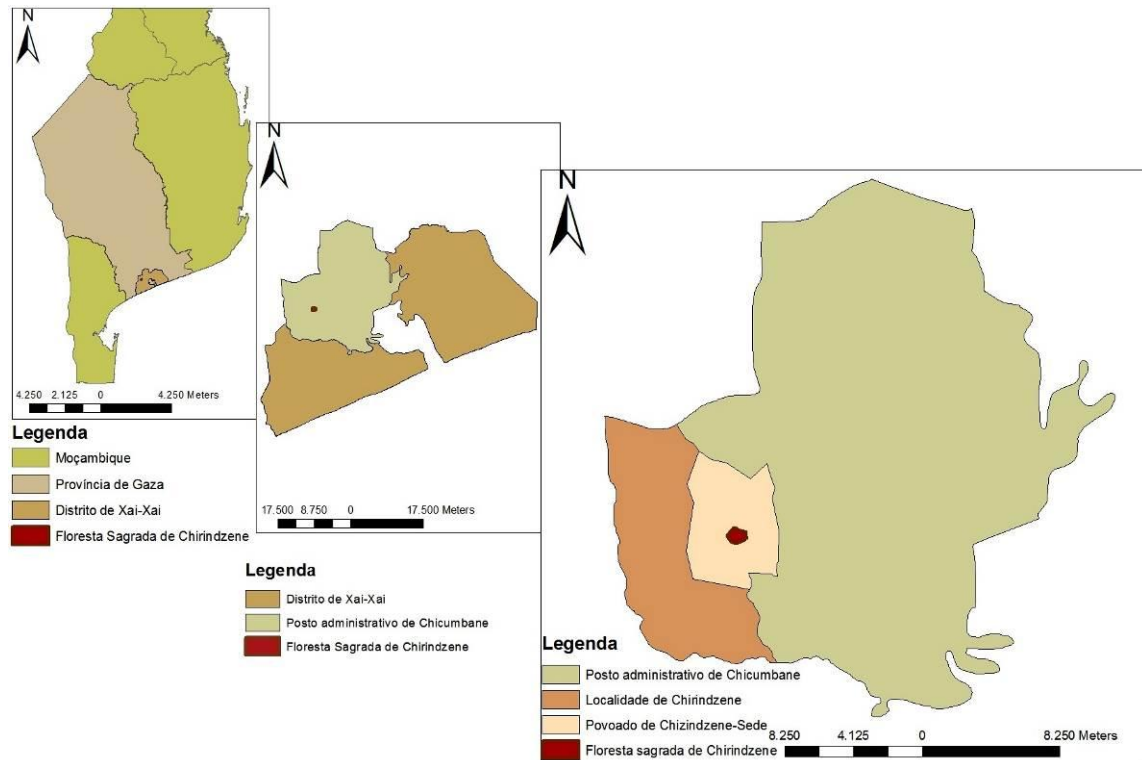 N
4.250 2.125 0 4.250 Meters
Legenda
Moçambique
Província de Gaza
Distrito de Xai-Xai
Floresta Sagrada de Chirindzene
N
17.500 8.750 0 17.500 Meters
Legenda
Distrito de Xai-Xai
Posto administrativo de Chicumbane
Floresta Sagrada de Chirindzene
N
Legenda
Posto administrativo de Chicumbane
Localidade de Chirindzene
Povoado de Chizindzene-Sede
Floresta sagrada de Chirindzene
8.250 4.125 0 8.250 Meters